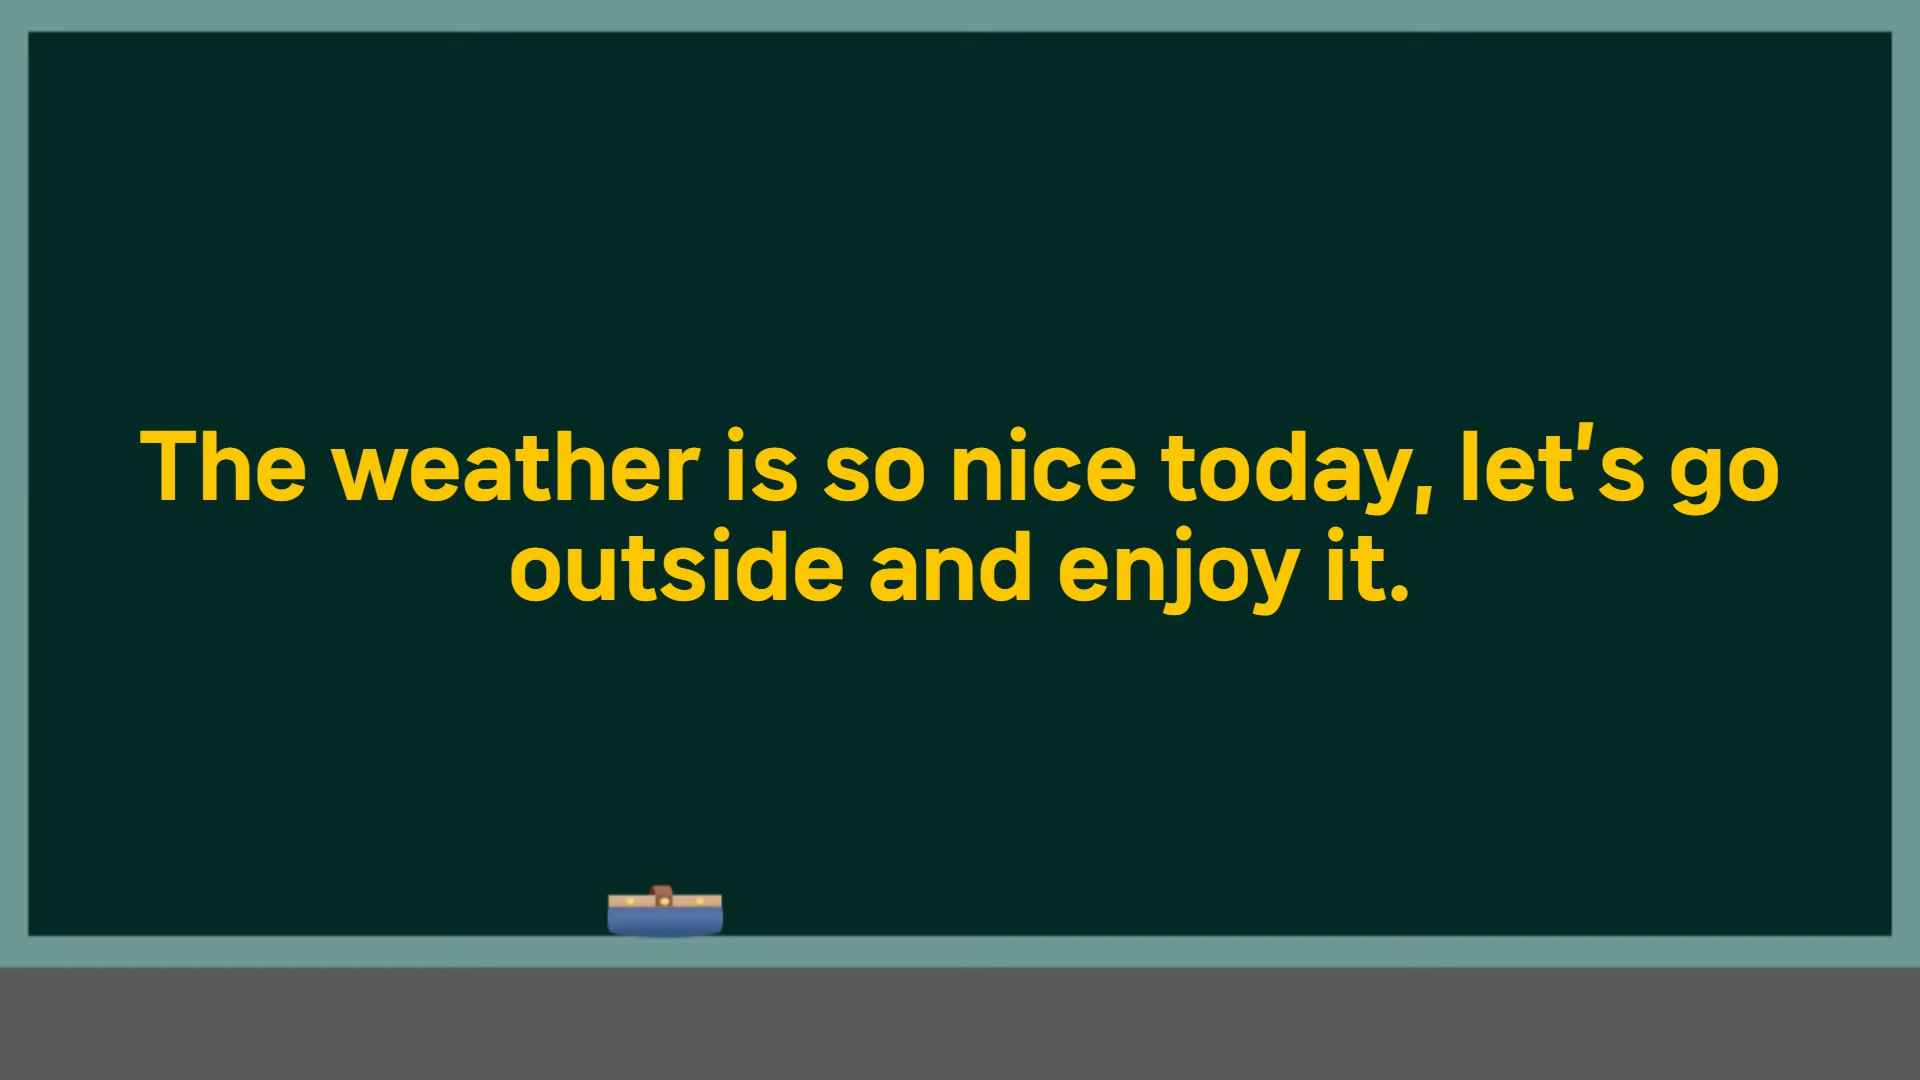 The weather is so nice today, let's go
outside and enjoy it.